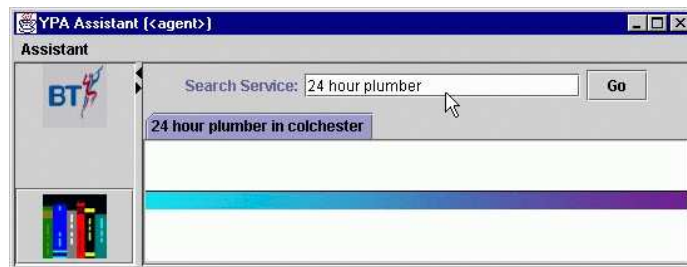 YPA Assistant (<agent>)
Assistant
BT
Search Service: 24 hour plumber Go
24 hour plumber in colchester